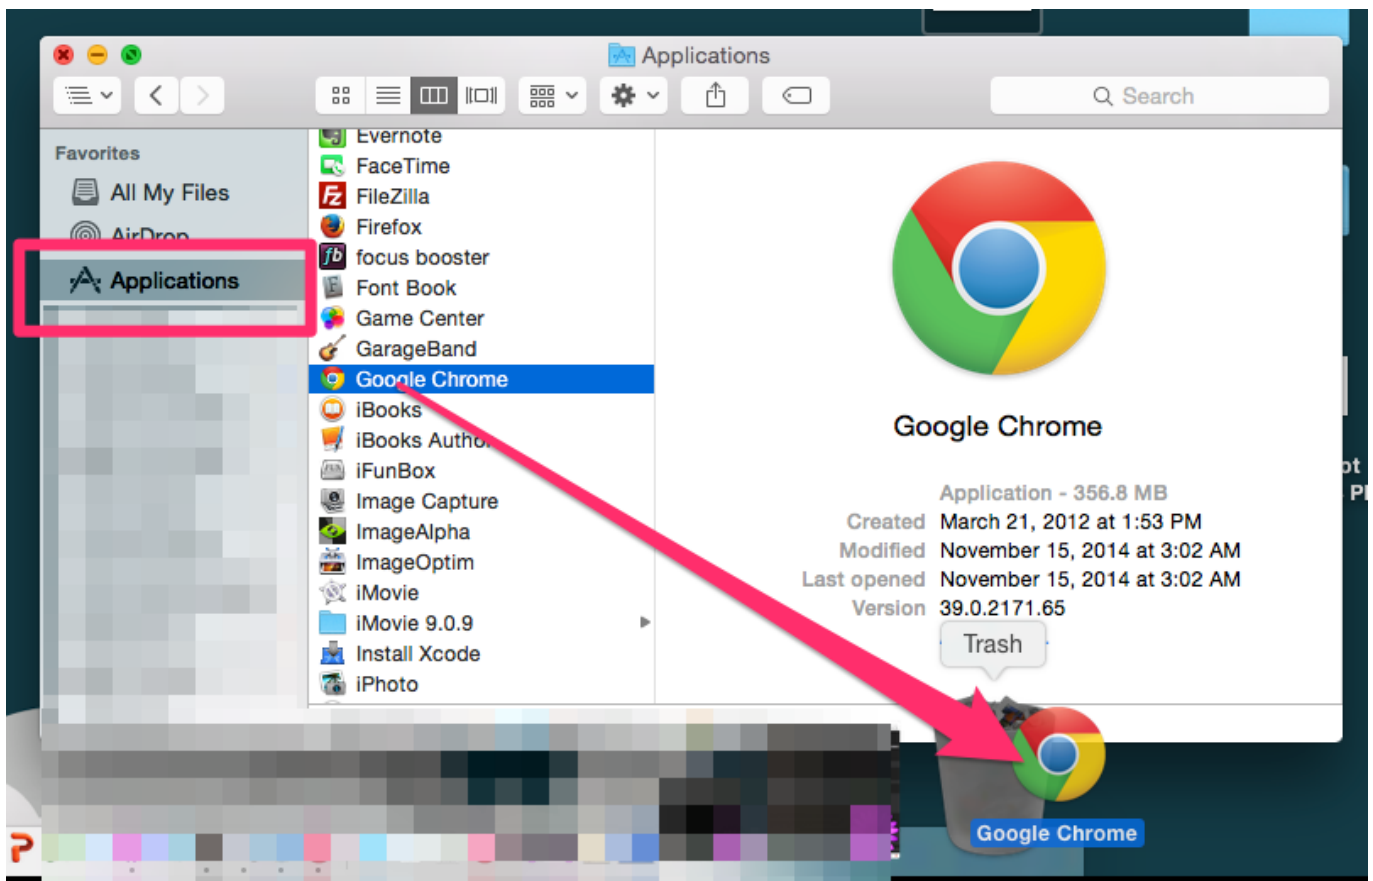 Applications
Search
Favorites
All My Files
AirDrop
Applications
Evernote
FaceTime
FileZilla
Firefox
focus booster
Font Book
Game Center
GarageBand
Google Chrome
iBooks
iBooks Author
iFunBox
Image Capture
ImageAlpha
ImageOptim
iMovie
iMovie 9.0.9
Install Xcode
iPhoto
Google Chrome
Application - 356.8 MB
Created March 21, 2012 at 1:53 PM
Modified November 15, 2014 at 3:02 AM
Last opened November 15, 2014 at 3:02 AM
Version 39.0.2171.65
Trash
Google Chrome